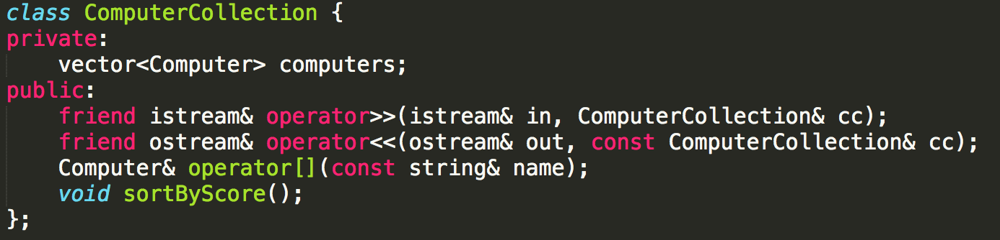 class ComputerCollection {
private:
    vector<Computer> computers;
public:
    friend istream& operator>>(istream& in, ComputerCollection& cc);
    friend ostream& operator<<(ostream& out, const ComputerCollection& cc);
    Computer& operator[](const string& name);
    void sortByScore();
};